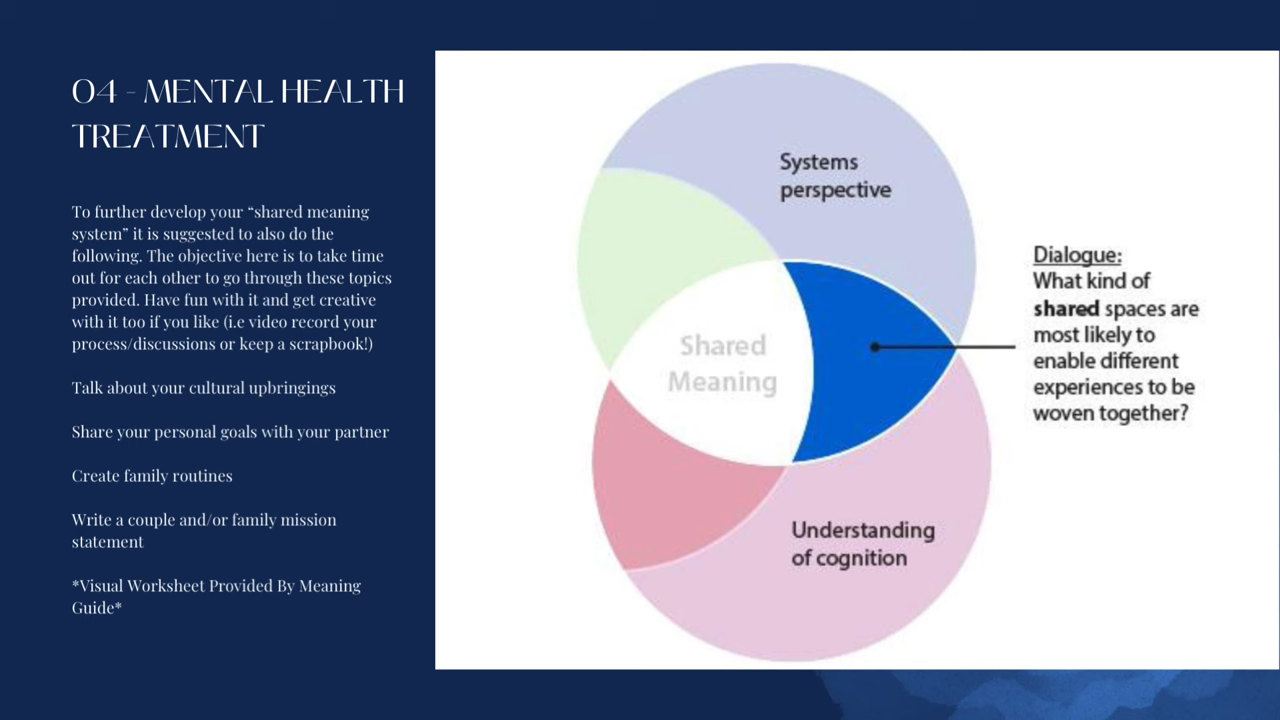 04 - MENTAL HEALTH
TREATMENT
To further develop your “shared meaning
system” it is suggested to also do the
following. The objective here is to take time
out for each other to go through these topics
provided. Have fun with it and get creative
with it too if you like (i.e video record your
process/discussions or keep a scrapbook!)
Talk about your cultural upbringings
Share your personal goals with your partner
Create family routines
Write a couple and/or family mission
statement
*Visual Worksheet Provided By Meaning
Guide*
Systems
perspective
Shared
Meaning
Understanding
of cognition
Dialogue:
What kind of
shared spaces are
most likely to
enable different
experiences to be
woven together?